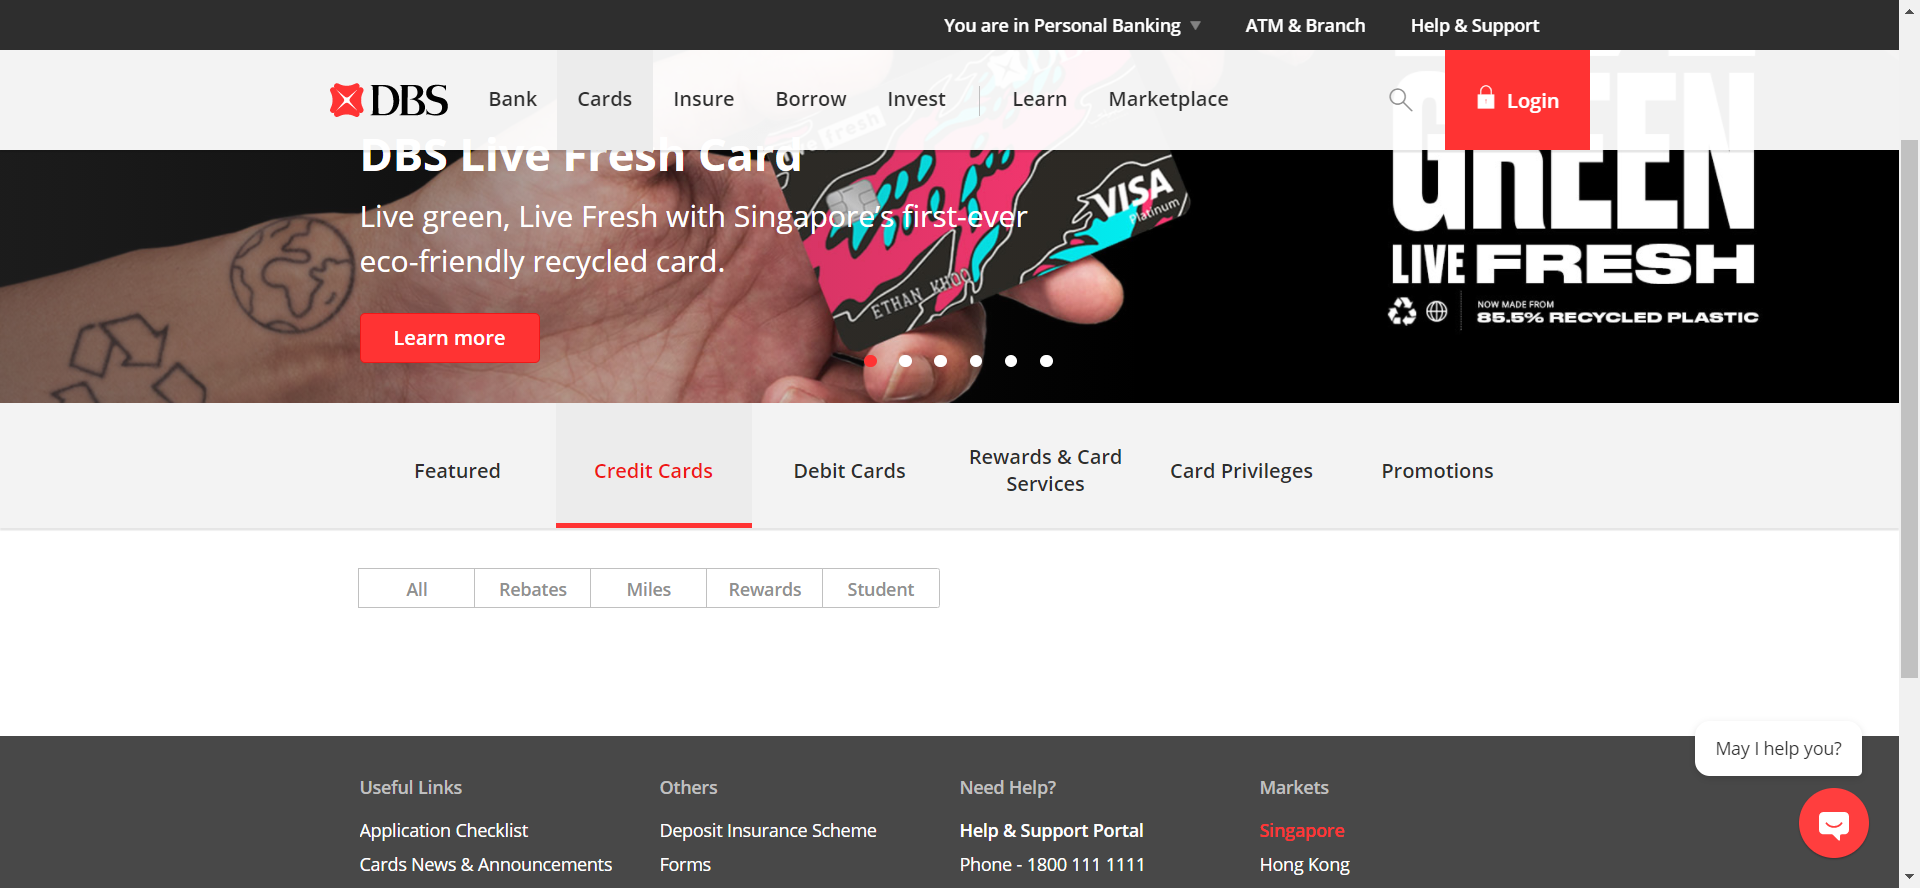 You are in Personal Banking
ATM & Branch
Help & Support
DBS
Bank
Cards
Insure
Borrow
Invest
Learn
Marketplace
Login
DBS Live Fresh Card
Live green, Live Fresh with Singapore’s first-ever
eco-friendly recycled card.
Learn more
fresh
VISA
Platinum
ETHAN KHOO
GREEN
LIVE FRESH
NOW MADE FROM
85.5% RECYCLED PLASTIC
Featured
Credit Cards
Debit Cards
Rewards & Card
Services
Card Privileges
Promotions
All
Rebates
Miles
Rewards
Student
May I help you?
Useful Links
Application Checklist
Cards News & Announcements
Others
Deposit Insurance Scheme
Forms
Need Help?
Help & Support Portal
Phone - 1800 111 1111
Markets
Singapore
Hong Kong